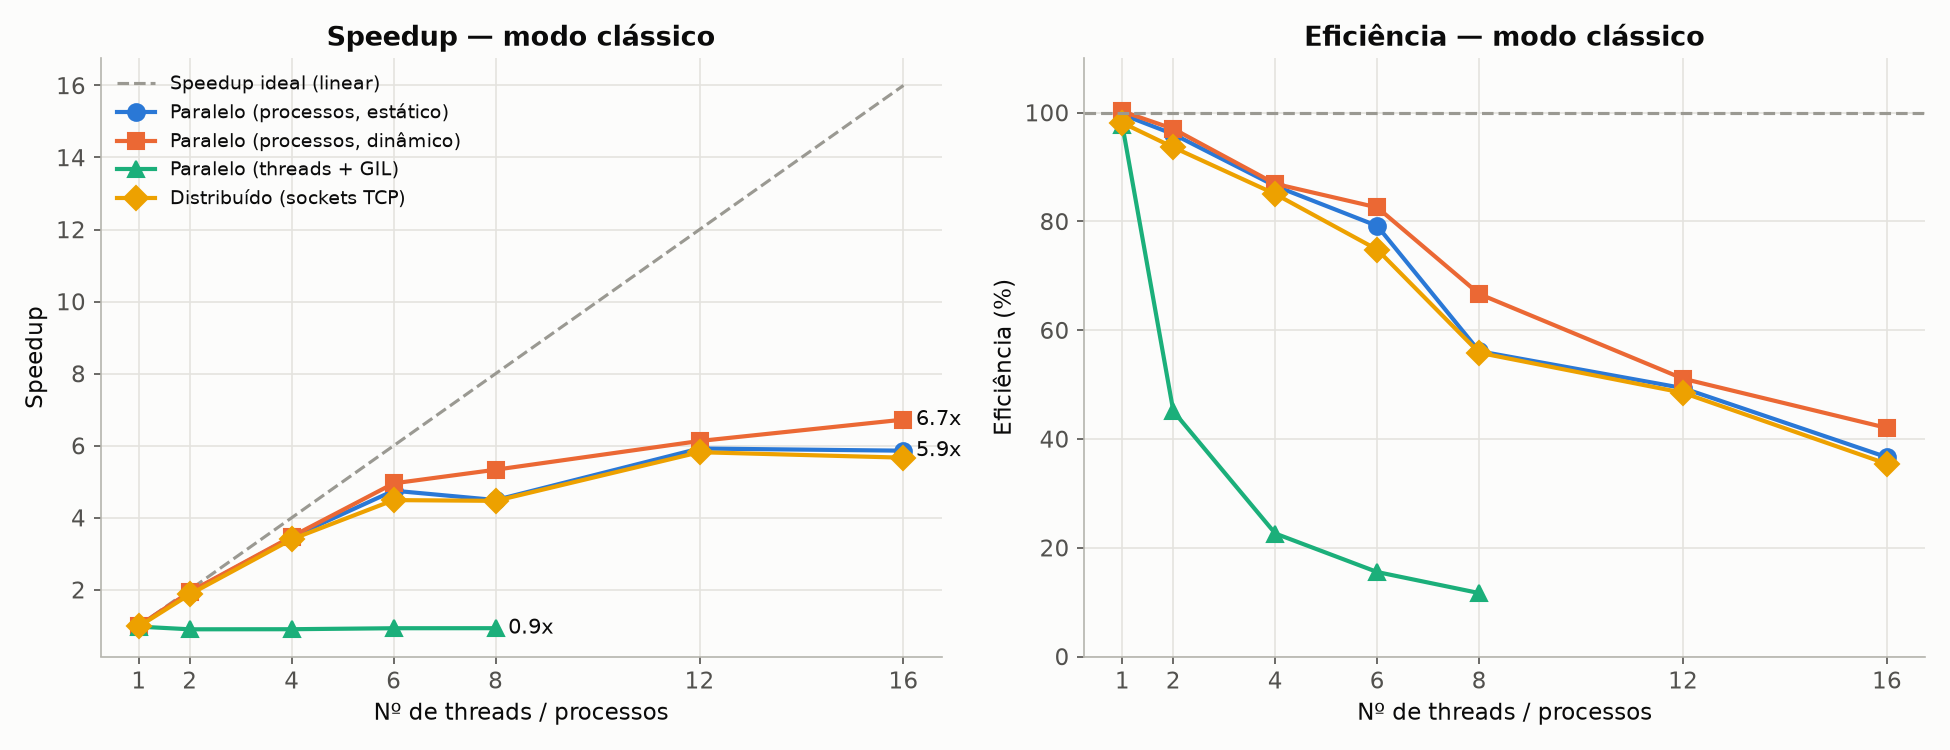 Speedup — modo clássico
Speedup ideal (linear)
Paralelo (processos, estático)
Paralelo (processos, dinâmico)
Paralelo (threads + GIL)
Distribuído (sockets TCP)
16
14
12
10
8
6
4
2
Speedup
6.7x
5.9x
0.9x
1 2 4 6 8 12 16
Nº de threads / processos
Eficiência — modo clássico
100
80
60
40
20
0
Eficiência (%)
1 2 4 6 8 12 16
Nº de threads / processos